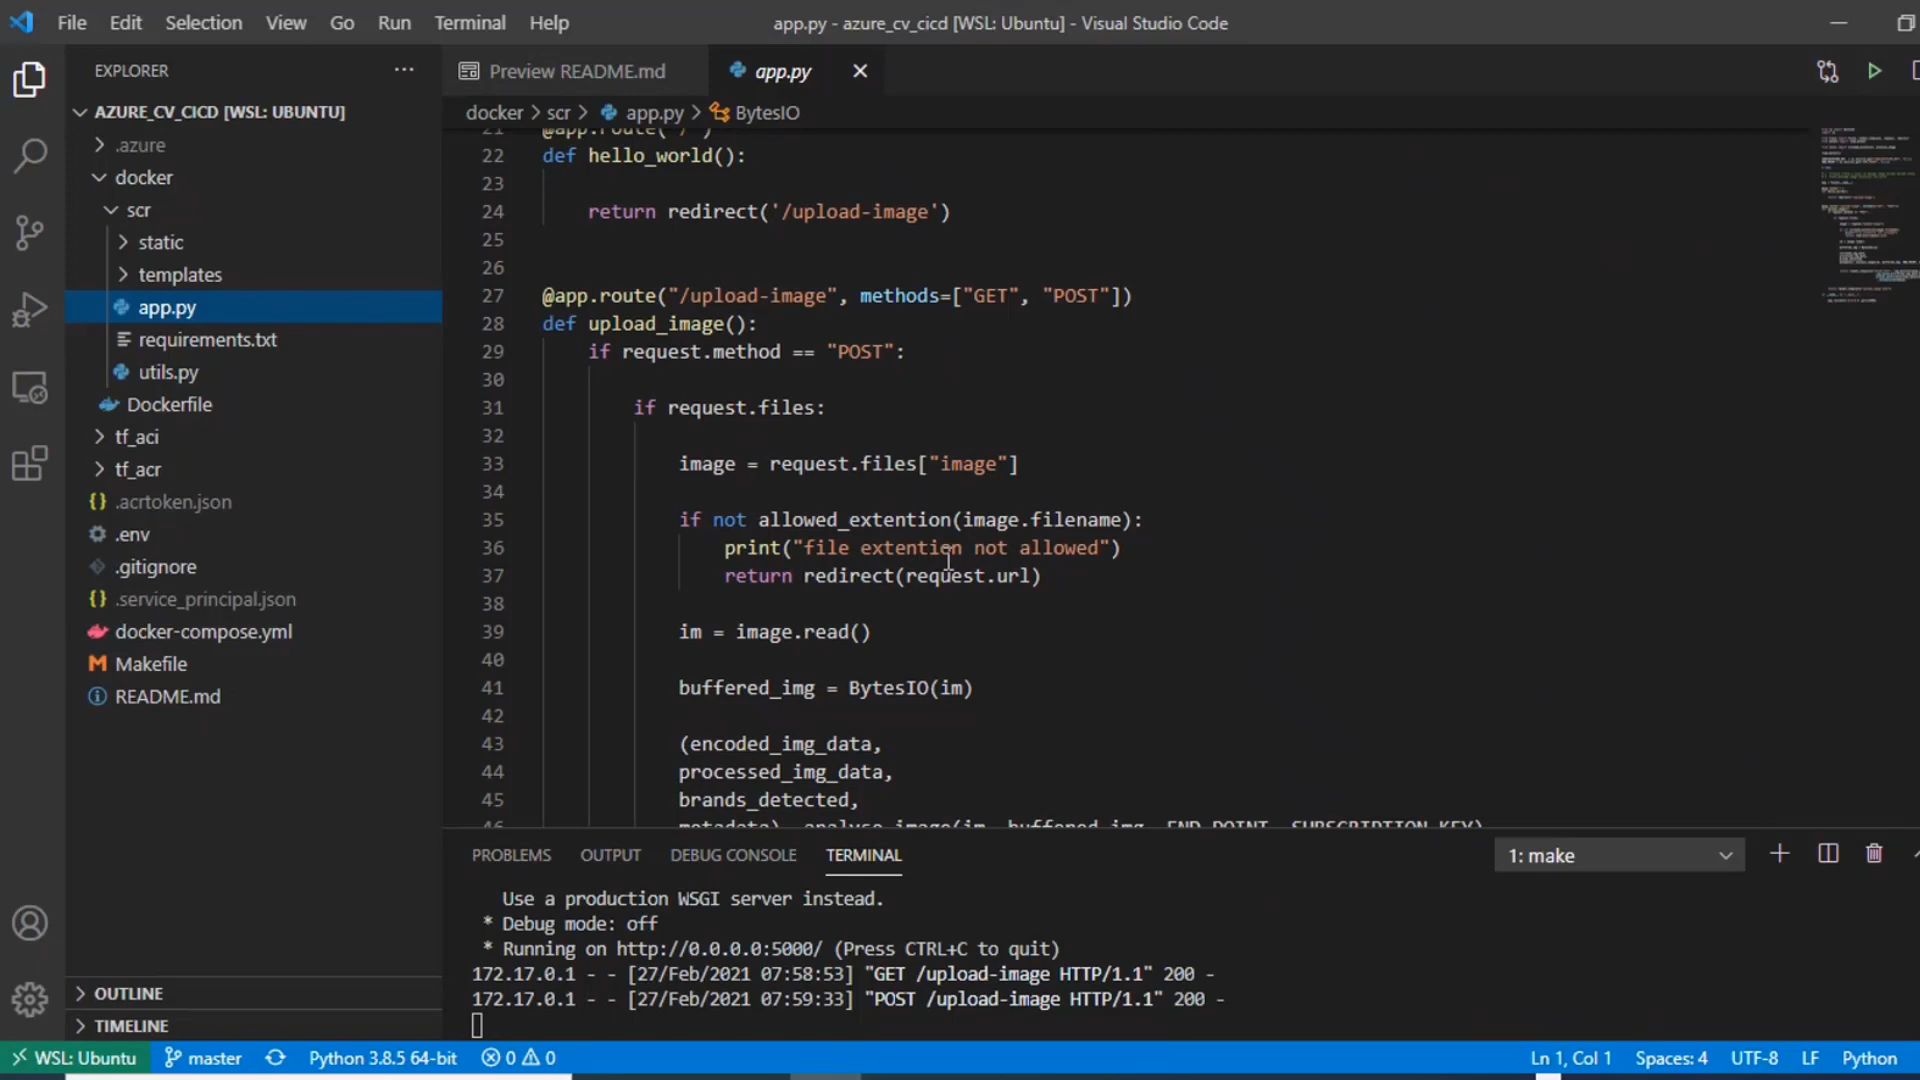 File Edit Selection View Go Run Terminal Help
app.py - azure_cv_cicd [WSL: Ubuntu] - Visual Studio Code
EXPLORER
Preview README.md
app.py
AZURE_CV_CICD [WSL: UBUNTU]
docker > scr > app.py > BytesIO
.azure
docker
scr
static
templates
app.py
requirements.txt
utils.py
Dockerfile
tf_aci
tf_acr
.acrtoken.json
.env
.gitignore
.service_principal.json
docker-compose.yml
Makefile
README.md
OUTLINE
TIMELINE
21 @app.route('/')
22 def hello_world():
23
24 return redirect('/upload-image')
25
26
27 @app.route("/upload-image", methods=["GET", "POST"])
28 def upload_image():
29 if request.method == "POST":
30
31 if request.files:
32
33 image = request.files["image"]
34
35 if not allowed_extention(image.filename):
36 print("file extention not allowed")
37 return redirect(request.url)
38
39 im = image.read()
40
41 buffered_img = BytesIO(im)
42
43 (encoded_img_data,
44 processed_img_data,
45 brands_detected,
46 metadata) = analyse_image(im, buffered_img, END_POINT, SUBSCRIPTION_KEY)
PROBLEMS OUTPUT DEBUG CONSOLE TERMINAL
1: make
Use a production WSGI server instead.
* Debug mode: off
* Running on http://0.0.0.0:5000/ (Press CTRL+C to quit)
172.17.0.1 - - [27/Feb/2021 07:58:53] "GET /upload-image HTTP/1.1" 200 -
172.17.0.1 - - [27/Feb/2021 07:59:33] "POST /upload-image HTTP/1.1" 200 -
WSL: Ubuntu master Python 3.8.5 64-bit 0 0
Ln 1, Col 1 Spaces: 4 UTF-8 LF Python